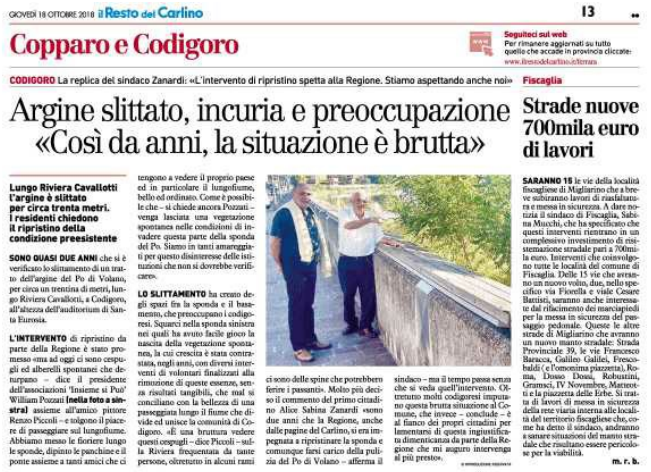 GIOVEDÌ 18 OTTOBRE 2018 il Resto del Carlino
13
Copparo e Codigoro
Seguiteci sul web
Per rimanere aggiornati su tutto
quello che accade in provincia cliccate:
www.ilrestodelcarlino.it/ferrara
CODIGORO La replica del sindaco Zanardi: «L'intervento di ripristino spetta alla Regione. Stiamo aspettando anche noi»
Argine slittato, incuria e preoccupazione
«Così da anni, la situazione è brutta»
Lungo Riviera Cavallotti
l'argine è slittato
per circa trenta metri.
I residenti chiedono
il ripristino della
condizione preesistente
SONO QUASI DUE ANNI che si è
verificato lo slittamento di un trat-
to dell'argine del Po di Volano,
per circa un trentina di metri, lun-
go Riviera Cavallotti, a Codigoro,
all'altezza dell'auditorium di San-
ta Eurosia.
L'INTERVENTO di ripristino da
parte della Regione è stato pro-
messo «ma ad oggi ci sono cespu-
gli ed alberelli spontanei che de-
turpano – dice il presidente
dell'associazioni 'Insieme si Può'
William Pozzati (nella foto a sini-
stra) assieme all'amico pittore
Renzo Piccoli – e tolgono il piace-
re di passeggiare sul lungofiume.
Abbiamo messo le fioriere lungo
le sponde, dipinto le panchine e il
ponte assieme a tanti amici che ci
tengono a vedere il proprio paese
ed in particolare il lungofiume,
bello ed ordinato. Come è possibi-
le che – si chiede ancora Pozzati –
venga lasciata una vegetazione
spontanea nelle condizioni di in-
vadere questa parte della sponda
del Po. Siamo in tanti amareggia-
ti per questo disinteresse delle isti-
tuzioni che non si dovrebbe verifi-
care».
LO SLITTAMENTO ha creato de-
gli spazi fra la sponda e il basa-
mento, che preoccupano i codigo-
resi. Squarci nella sponda sinistra
nei quali ha avuto facile gioco la
nascita della vegetazione sponta-
nea, la cui crescita è stata contra-
stata, negli anni, con diversi inter-
venti di volontari finalizzati alla
rimozione di queste essenze, sen-
za risultati tangibili, che mal si
conciliano con la bellezza di una
passeggiata lungo il fiume che di-
vide ed unisce la comunità di Co-
digoro. «È una bruttura vedere
questi cespugli – dice Piccoli - sul-
la Riviera frequentata da tante
persone, oltretutto in alcuni rami
ci sono delle spine che potrebbero
ferire i passanti». Molto più deci-
so il commento del primo cittadi-
no Alice Sabina Zanardi «sono
due anni che la Regione, anche
dalle pagine del Carlino, si era im-
pegnata a ripristinare la sponda e
comunque farsi carico della puli-
zia del Po di Volano – afferma il
sindaco – ma il tempo passa senza
che si veda quell'intervento. Ol-
tretutto molti codigoresi imputa-
no questa brutta situazione al Co-
mune, che invece – conclude – è
al fianco dei propri cittadini per
lamentarsi di questa ingiustifica-
ta dimenticanza da parte della Re-
gione che mi auguro intervenga
al più presto».
© RIPRODUZIONE RISERVATA
Fiscaglia
Strade nuove
700mila euro
di lavori
SARANNO 15 le vie della località
fiscagliese di Migliarino che a bre-
ve subiranno lavori di riasfaltatu-
ra e messa in sicurezza. A dare no-
tizia il sindaco di Fiscaglia, Sabi-
na Mucchi, che ha specificato che
questi interventi rientrano in un
complessivo investimento di ri-
sistemazione stradale pari a 700mi-
la euro. Interventi che coinvolgo-
no tutte le località del comune di
Fiscaglia. Delle 15 vie che avran-
no un nuovo volto, due, nello spe-
cifico via Fiorella e viale Cesare
Battisti, saranno anche interessa-
te dal rifacimento dei marciapiedi
per la messa in sicurezza del pas-
saggio pedonale. Queste le altre
strade di Migliarino che avranno
un nuovo manto stradale: Strada
Provinciale 39, le vie Francesco
Baracca, Galileo Galilei, Fresco-
baldi (e l'omonima piazzetta), Ro-
ma, Dosso Dosa, Robustini,
Gramsci, IV Novembre, Matteot-
ti e la piazzetta delle Erbe. Si trat-
ta di lavori di messa in sicurezza
della rete viaria interna alle locali-
tà del territorio fiscagliese che, co-
me ha detto il sindaco, andranno
a sanare situazioni del manto stra-
dale che risultano essere pericolo-
se per la viabilità.
m. r. b.